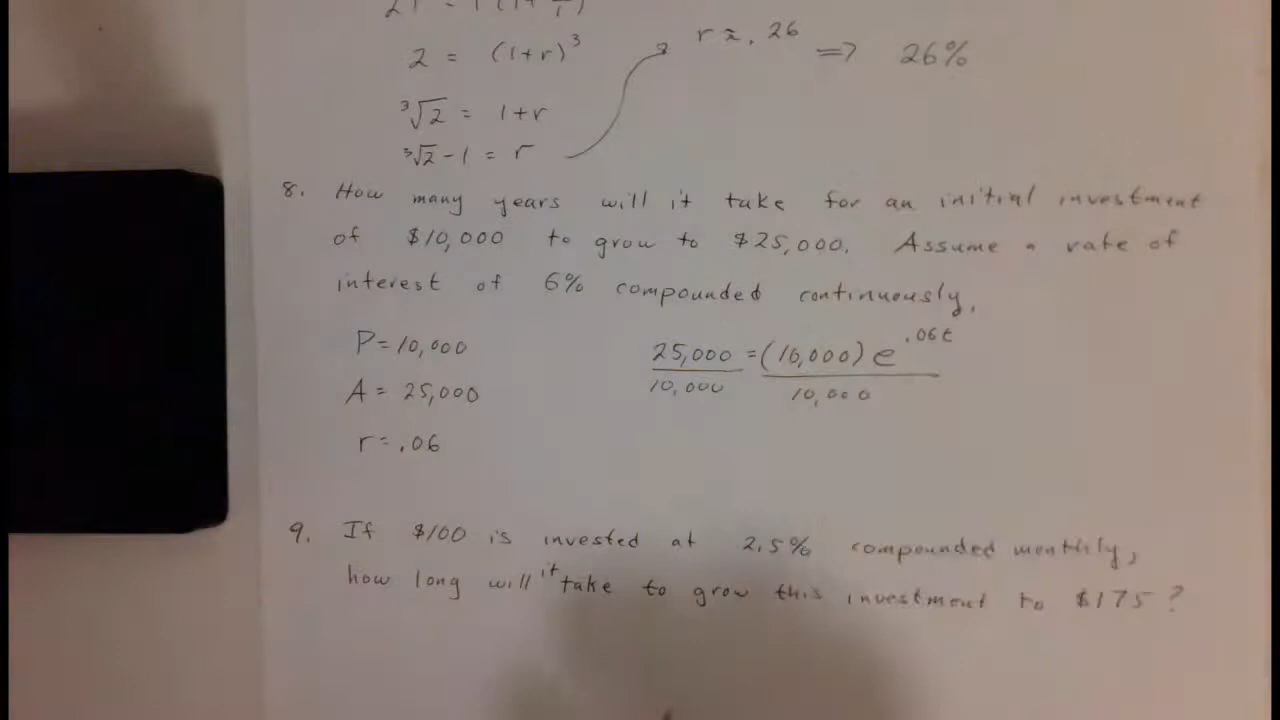 2 = (1+r)^3
r ≈ .26 => 26%
³√2 = 1+r
³√2 - 1 = r
8. How many years will it take for an initial investment
of $10,000 to grow to $25,000. Assume a rate of
interest of 6% compounded continuously.
P = 10,000
A = 25,000
r = .06
25,000 = (10,000) e^.06t
10,000 10,000
9. If $100 is invested at 2.5% compounded monthly,
how long will it take to grow this investment to $175?